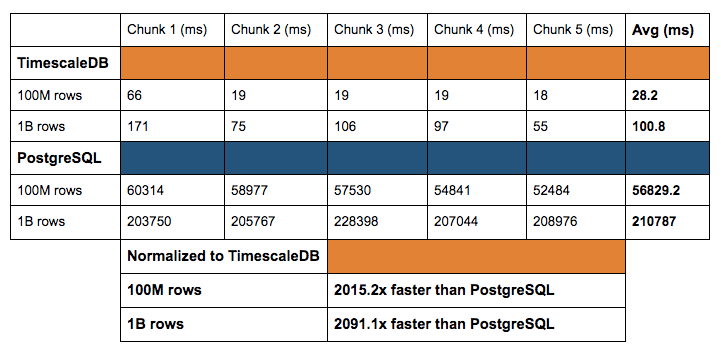 Chunk 1 (ms) Chunk 2 (ms) Chunk 3 (ms) Chunk 4 (ms) Chunk 5 (ms) Avg (ms)
TimescaleDB
100M rows 66 19 19 19 18 28.2
1B rows 171 75 106 97 55 100.8
PostgreSQL
100M rows 60314 58977 57530 54841 52484 56829.2
1B rows 203750 205767 228398 207044 208976 210787
Normalized to TimescaleDB
100M rows 2015.2x faster than PostgreSQL
1B rows 2091.1x faster than PostgreSQL